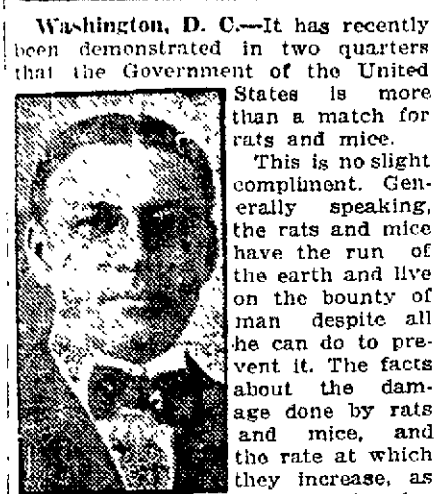 Washington, D. C.—It has recently
been demonstrated in two quarters
that the Government of the United
States is more
than a match for
rats and mice.
This is no slight
compliment. Gen-
erally speaking,
the rats and mice
have the run of
the earth and live
on the bounty of
man despite all
he can do to pre-
vent it. The facts
about the dam-
age done by rats
and mice, and
the rate at which
they increase, as